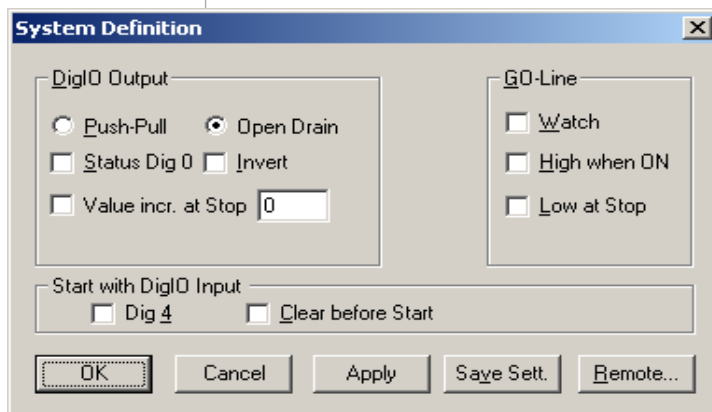 System Definition
DigIO Output
Push-Pull
Open Drain
Status Dig 0
Invert
Value incr. at Stop
0
GO-Line
Watch
High when ON
Low at Stop
Start with DigIO Input
Dig 4
Clear before Start
OK
Cancel
Apply
Save Sett.
Remote...